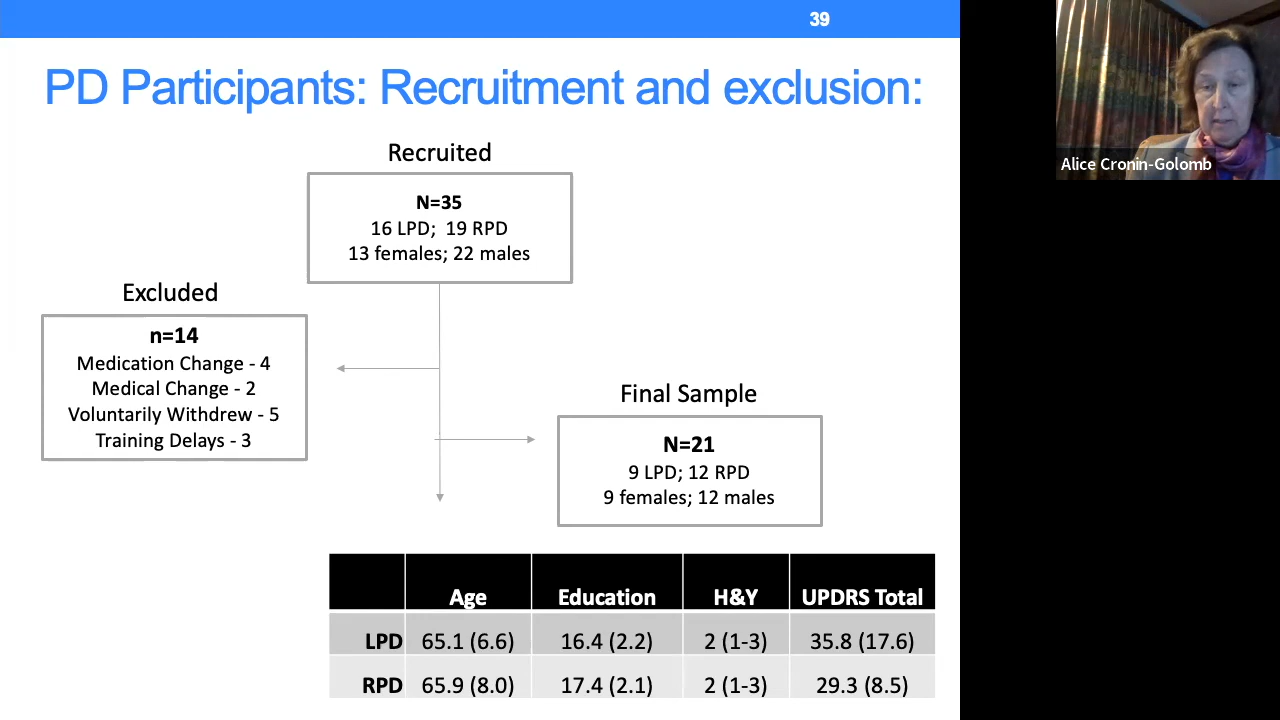 39
PD Participants: Recruitment and exclusion:
Recruited
N=35
16 LPD; 19 RPD
13 females; 22 males
Excluded
n=14
Medication Change - 4
Medical Change - 2
Voluntarily Withdrew - 5
Training Delays - 3
Final Sample
N=21
9 LPD; 12 RPD
9 females; 12 males
Age Education H&Y UPDRS Total
LPD 65.1 (6.6) 16.4 (2.2) 2 (1-3) 35.8 (17.6)
RPD 65.9 (8.0) 17.4 (2.1) 2 (1-3) 29.3 (8.5)
Alice Cronin-Golomb